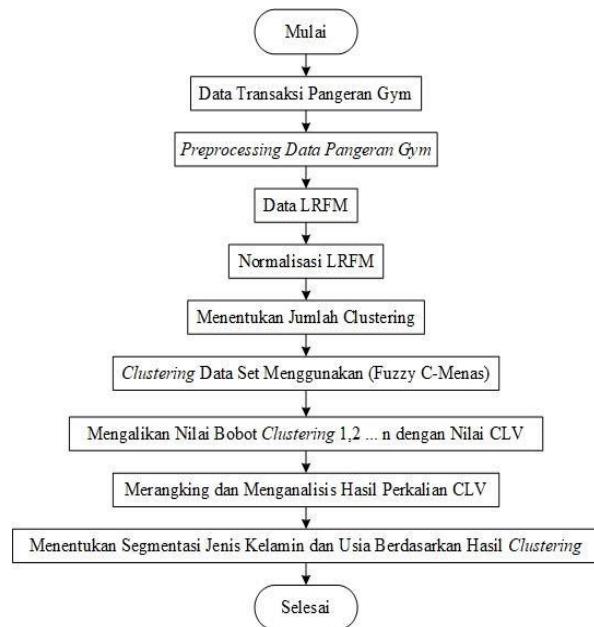 Mulai
Data Transaksi Pangeran Gym
Preprocessing Data Pangeran Gym
Data LRFM
Normalisasi LRFM
Menentukan Jumlah Clustering
Clustering Data Set Menggunakan (Fuzzy C-Menas)
Mengalikan Nilai Bobot Clustering 1,2 ... n dengan Nilai CLV
Merangking dan Menganalisis Hasil Perkalian CLV
Menentukan Segmentasi Jenis Kelamin dan Usia Berdasarkan Hasil Clustering
Selesai